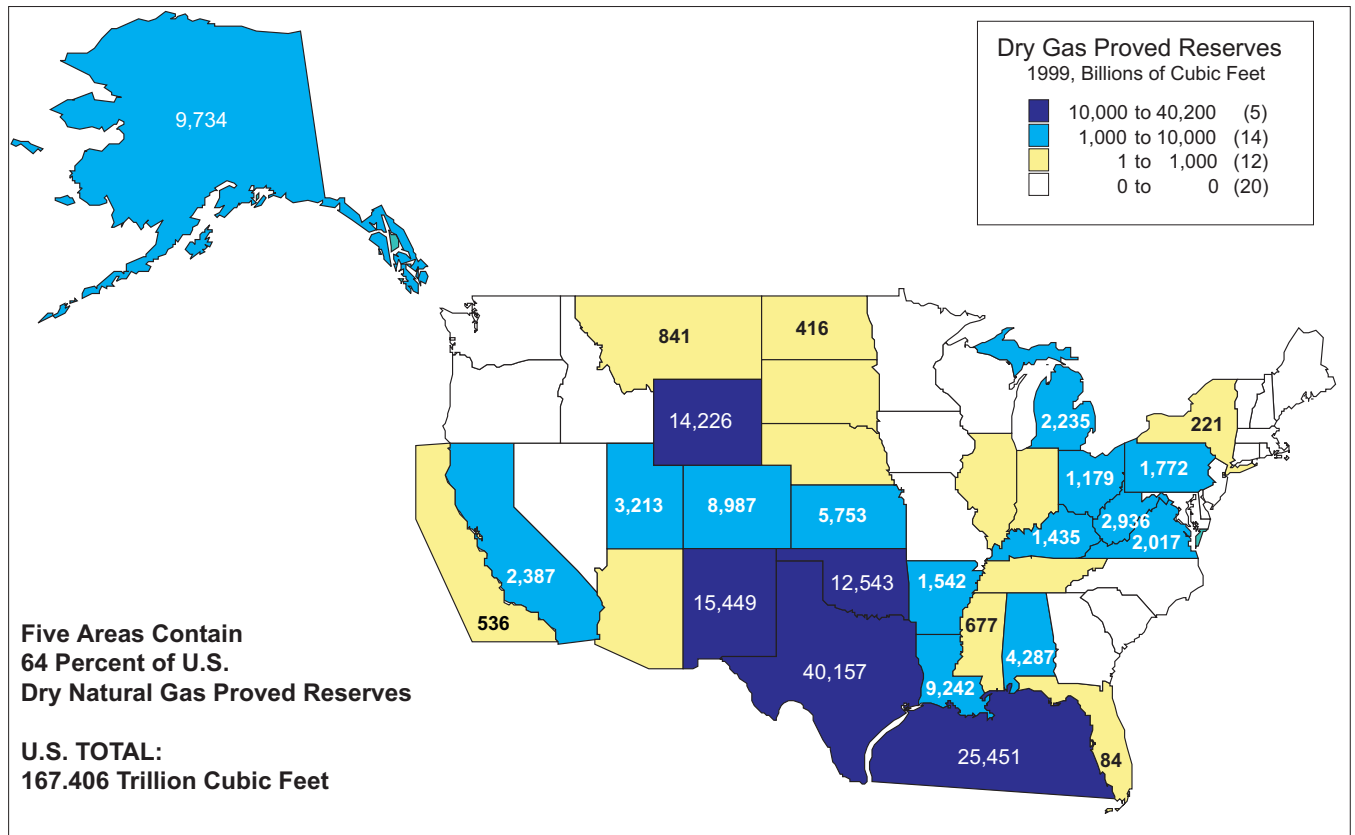 Dry Gas Proved Reserves
1999, Billions of Cubic Feet
10,000 to 40,200 (5)
1,000 to 10,000 (14)
1 to 1,000 (12)
0 to 0 (20)
9,734
841
416
14,226
2,235
221
1,179
1,772
3,213
8,987
5,753
2,936
1,435
2,017
2,387
12,543
1,542
15,449
536
677
4,287
40,157
9,242
25,451
84
Five Areas Contain
64 Percent of U.S.
Dry Natural Gas Proved Reserves
U.S. TOTAL:
167.406 Trillion Cubic Feet